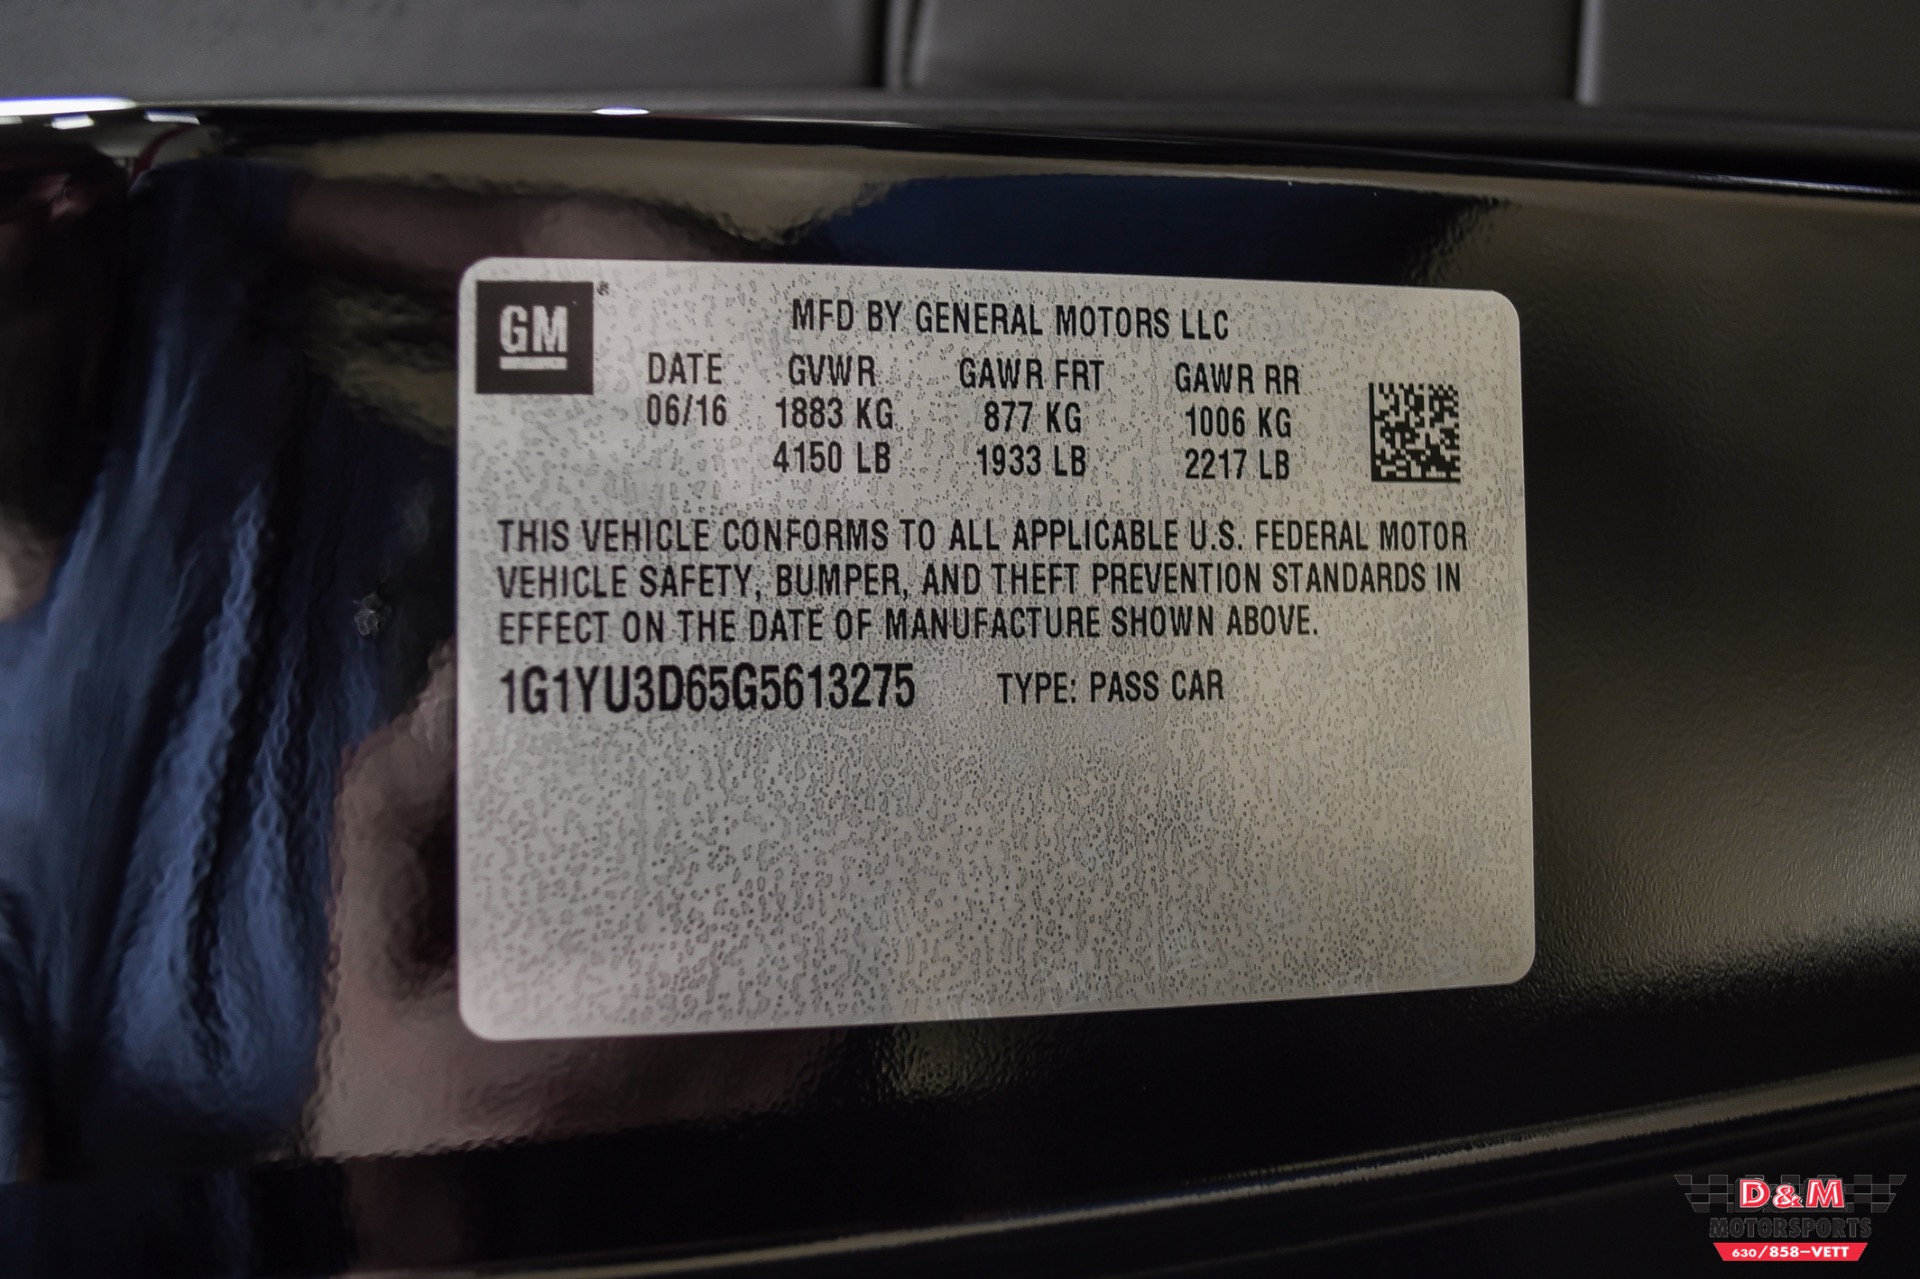 GM ®
MFD BY GENERAL MOTORS LLC
DATE GVWR GAWR FRT GAWR RR
06/16 1883 KG 877 KG 1006 KG
4150 LB 1933 LB 2217 LB
THIS VEHICLE CONFORMS TO ALL APPLICABLE U.S. FEDERAL MOTOR
VEHICLE SAFETY, BUMPER, AND THEFT PREVENTION STANDARDS IN
EFFECT ON THE DATE OF MANUFACTURE SHOWN ABOVE.
1G1YU3D65G5613275 TYPE: PASS CAR
D&M
MOTORSPORTS
630/858-VETT